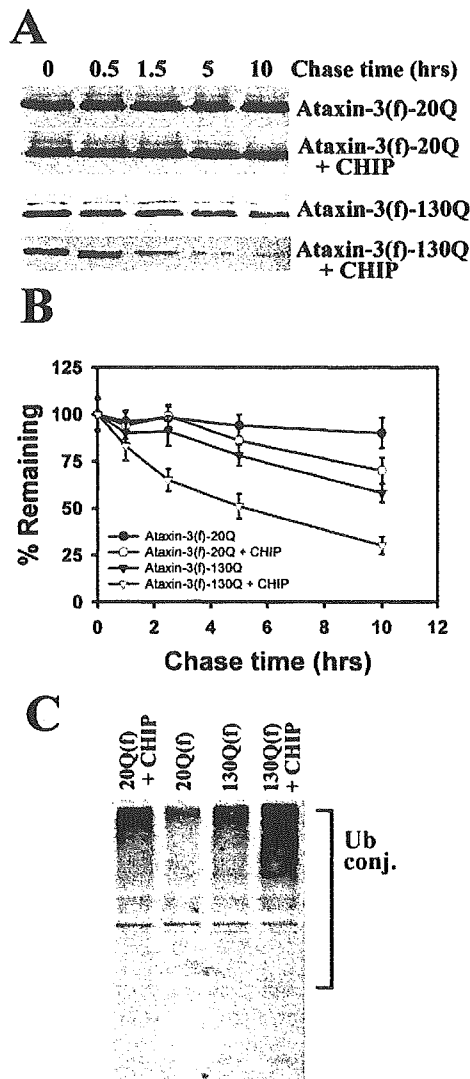 A
0 0.5 1.5 5 10 Chase time (hrs)
Ataxin-3(f)-20Q
Ataxin-3(f)-20Q
+ CHIP
Ataxin-3(f)-130Q
Ataxin-3(f)-130Q
+ CHIP
B
125
100
75
50
25
0
% Remaining
Ataxin-3(f)-20Q
Ataxin-3(f)-20Q + CHIP
Ataxin-3(f)-130Q
Ataxin-3(f)-130Q + CHIP
0 2 4 6 8 10 12
Chase time (hrs)
C
20Q(f)
+ CHIP
20Q(f)
130Q(f)
130Q(f)
+ CHIP
Ub
conj.